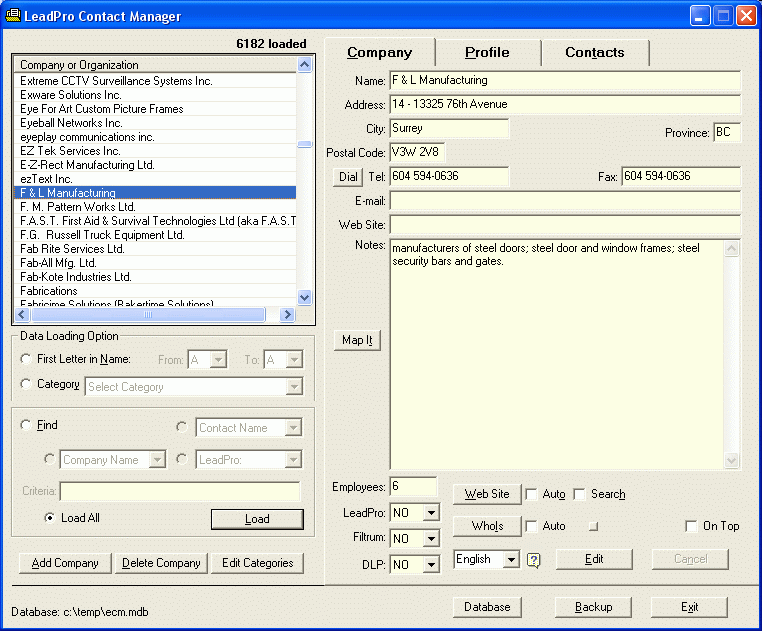 LeadPro Contact Manager
6182 loaded
Company or Organization
Extreme CCTV Surveillance Systems Inc.
Exware Solutions Inc.
Eye For Art Custom Picture Frames
Eyeball Networks Inc.
eyeplay communications inc.
EZ Tek Services Inc.
E-Z-Rect Manufacturing Ltd.
ezText Inc.
F & L Manufacturing
F. M. Pattern Works Ltd.
F.A.S.T. First Aid & Survival Technologies Ltd (aka F.A.S.T
F.G. Russell Truck Equipment Ltd.
Fab Rite Services Ltd.
Fab-All Mfg. Ltd.
Fab-Kote Industries Ltd.
Fabrications
Fabricime Solutions (Bakertime Solutions)
Data Loading Option
First Letter in Name: From: A To: A
Category Select Category
Find Contact Name
Company Name LeadPro:
Criteria:
Load All Load
Add Company Delete Company Edit Categories
Company Profile Contacts
Name: F & L Manufacturing
Address: 14 - 13325 76th Avenue
City: Surrey Province: BC
Postal Code: V3W 2V8
Dial Tel: 604 594-0636 Fax: 604 594-0636
E-mail:
Web Site:
Notes: manufacturers of steel doors; steel door and window frames; steel
security bars and gates.
Map It
Employees: 6 Web Site Auto Search
LeadPro: NO WhoIs Auto On Top
Filtrum: NO
DLP: NO English ? Edit Cancel
Database: c:\temp\ecm.mdb Database Backup Exit